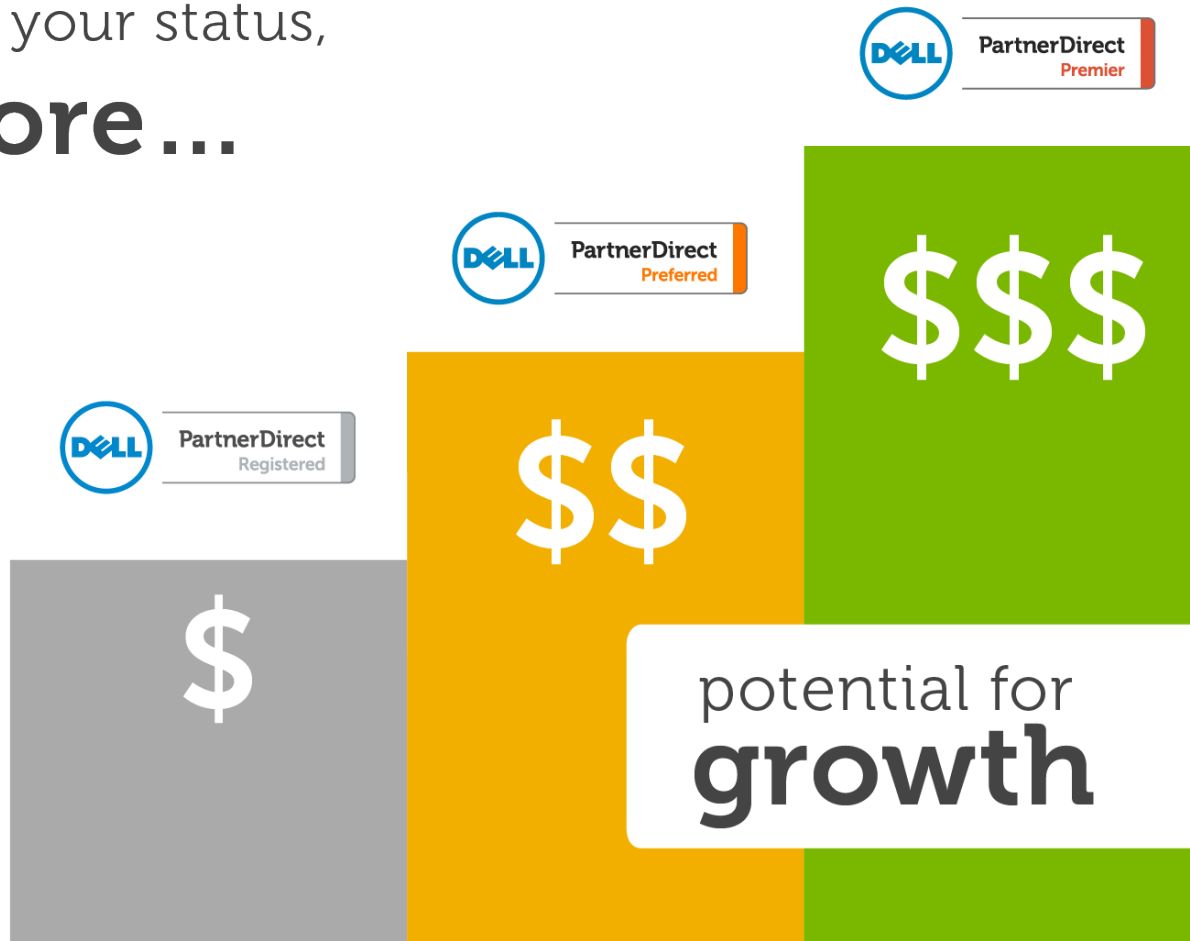 your status,
ore...
DELL
PartnerDirect
Premier
DELL
PartnerDirect
Preferred
DELL
PartnerDirect
Registered
$$$
$$
$
potential for
growth